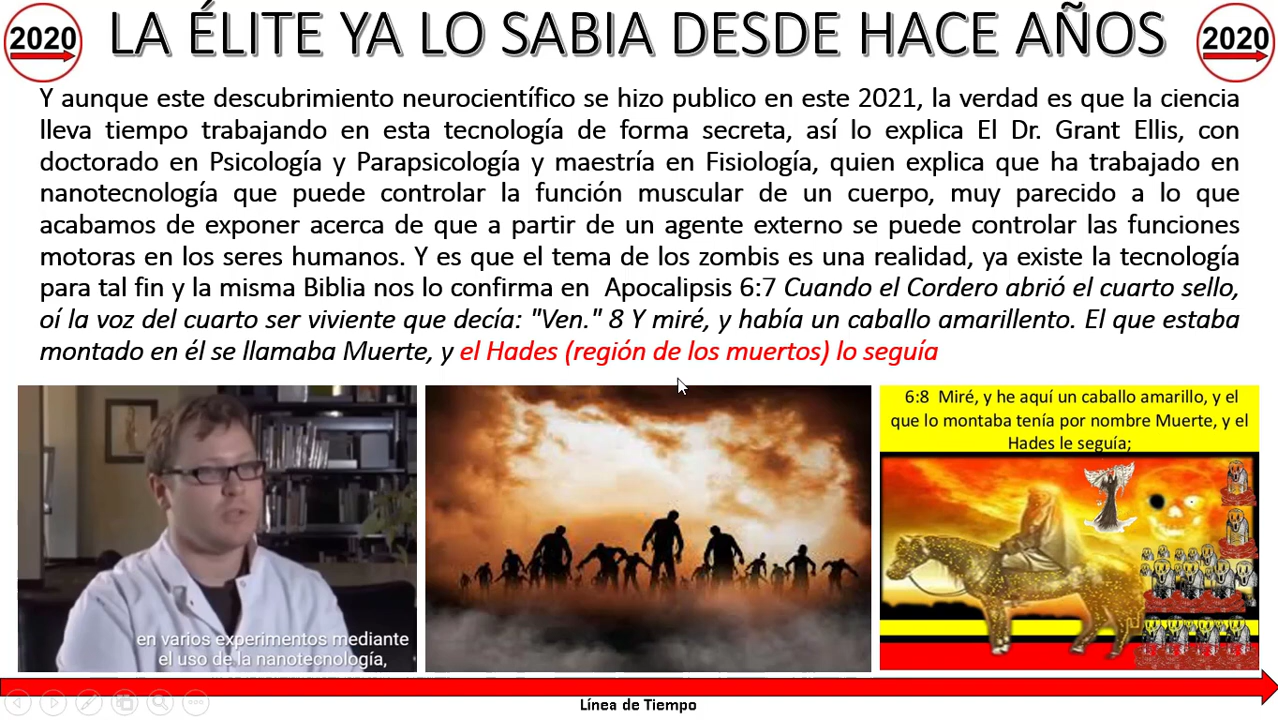 2020
LA ÉLITE YA LO SABIA DESDE HACE AÑOS
2020
Y aunque este descubrimiento neurocientífico se hizo publico en este 2021, la verdad es que la ciencia
lleva tiempo trabajando en esta tecnología de forma secreta, así lo explica El Dr. Grant Ellis, con
doctorado en Psicología y Parapsicología y maestría en Fisiología, quien explica que ha trabajado en
nanotecnología que puede controlar la función muscular de un cuerpo, muy parecido a lo que
acabamos de exponer acerca de que a partir de un agente externo se puede controlar las funciones
motoras en los seres humanos. Y es que el tema de los zombis es una realidad, ya existe la tecnología
para tal fin y la misma Biblia nos lo confirma en Apocalipsis 6:7 Cuando el Cordero abrió el cuarto sello,
oí la voz del cuarto ser viviente que decía: "Ven." 8 Y miré, y había un caballo amarillento. El que estaba
montado en él se llamaba Muerte, y el Hades (región de los muertos) lo seguía
en varios experimentos mediante
el uso de la nanotecnología,
6:8 Miré, y he aquí un caballo amarillo, y el
que lo montaba tenía por nombre Muerte, y el
Hades le seguía;
Línea de Tiempo